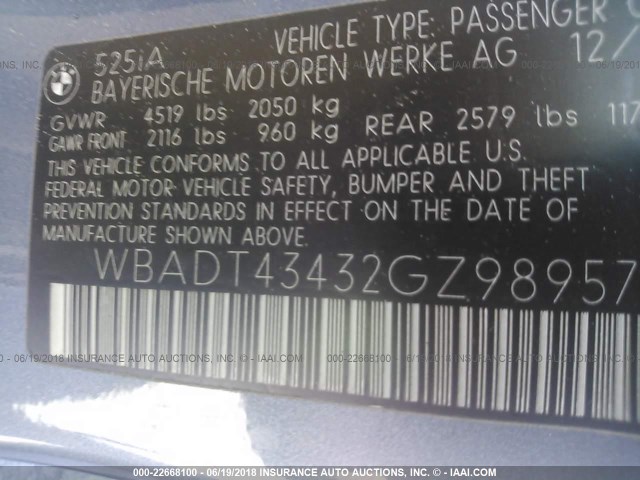 VEHICLE TYPE: PASSENGER
525IA
BAYERISCHE MOTOREN WERKE AG 12/
GVWR 4519 lbs 2050 kg
GAWR FRONT 2116 lbs 960 kg REAR 2579 lbs 117
THIS VEHICLE CONFORMS TO ALL APPLICABLE U.S.
FEDERAL MOTOR VEHICLE SAFETY, BUMPER AND THEFT
PREVENTION STANDARDS IN EFFECT ON THE DATE OF
MANUFACTURE SHOWN ABOVE.
WBADT43432GZ98957
000-22668100 - 06/19/2018 INSURANCE AUTO AUCTIONS INC. - © - IAAI.COM